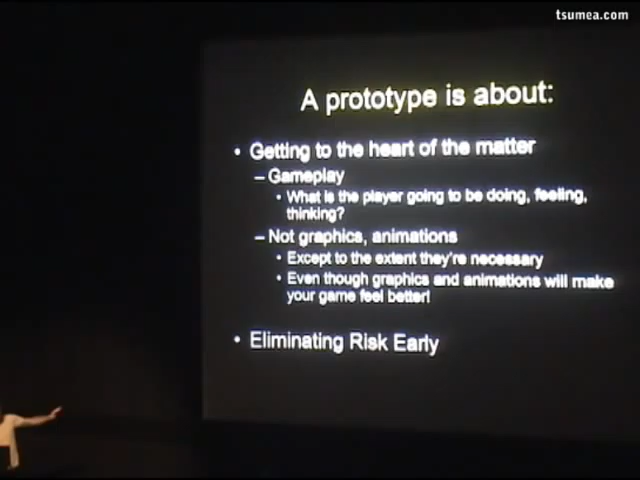 tsumea.com
A prototype is about:
• Getting to the heart of the matter
– Gameplay
• What is the player going to be doing, feeling,
thinking?
– Not graphics, animations
• Except to the extent they're necessary
• Even though graphics and animations will make
your game feel better!
• Eliminating Risk Early